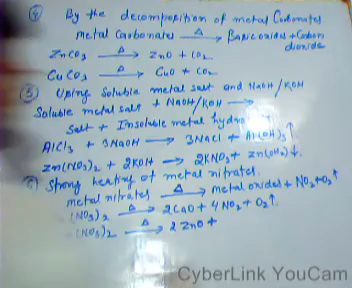 ④ By the decomposition of metal Carbonates
Metal Carbonates —Δ→ Basic oxides + Carbon dioxide
ZnCO3 —Δ→ ZnO + CO2
CuCO3 —Δ→ CuO + CO2
⑤ Using Soluble metal salt and NaOH/KOH
Soluble metal salt + NaOH/KOH →
Salt + Insoluble metal hydro
AlCl3 + 3NaOH → 3NaCl + Al(OH)3↑
Zn(NO3)2 + 2KOH → 2KNO3 + Zn(OH)2↓.
Strong heating of metal nitrates.
metal nitrates —Δ→ metal oxides + NO2 + O2↑.
(NO3)2 —Δ→ 2CaO + 4NO2 + O2↑.
(NO3)2 → 2ZnO +
CyberLink YouCam